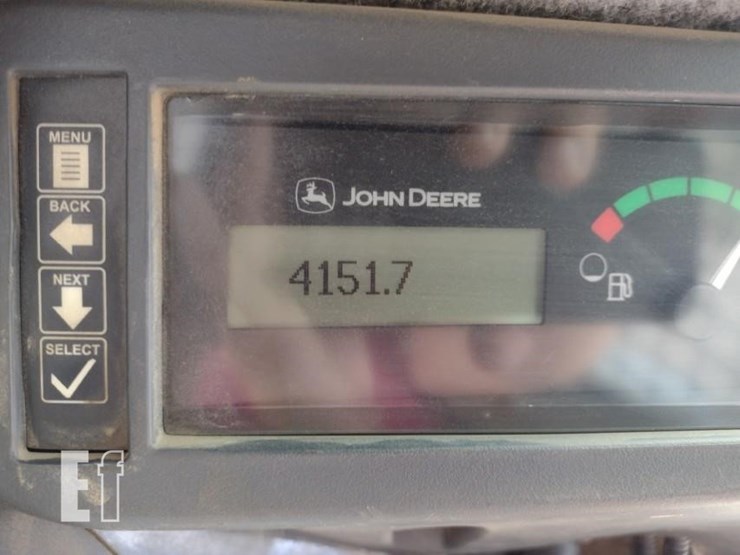 MENU
BACK
NEXT
SELECT
JOHN DEERE
4151.7
Ef